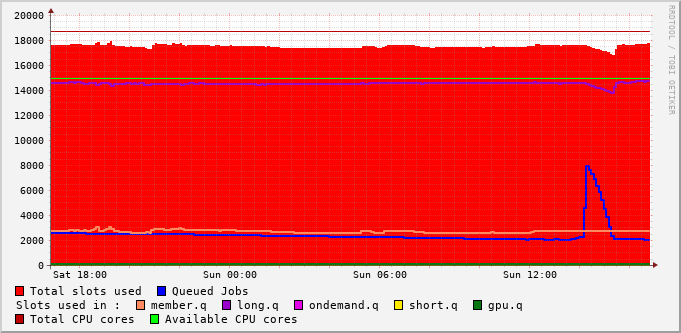 20000
18000
16000
14000
12000
10000
8000
6000
4000
2000
0
Sat 18:00 Sun 00:00 Sun 06:00 Sun 12:00
RRDTOOL / TOBI OETIKER
Total slots used Queued Jobs
Slots used in : member.q long.q ondemand.q short.q gpu.q
Total CPU cores Available CPU cores